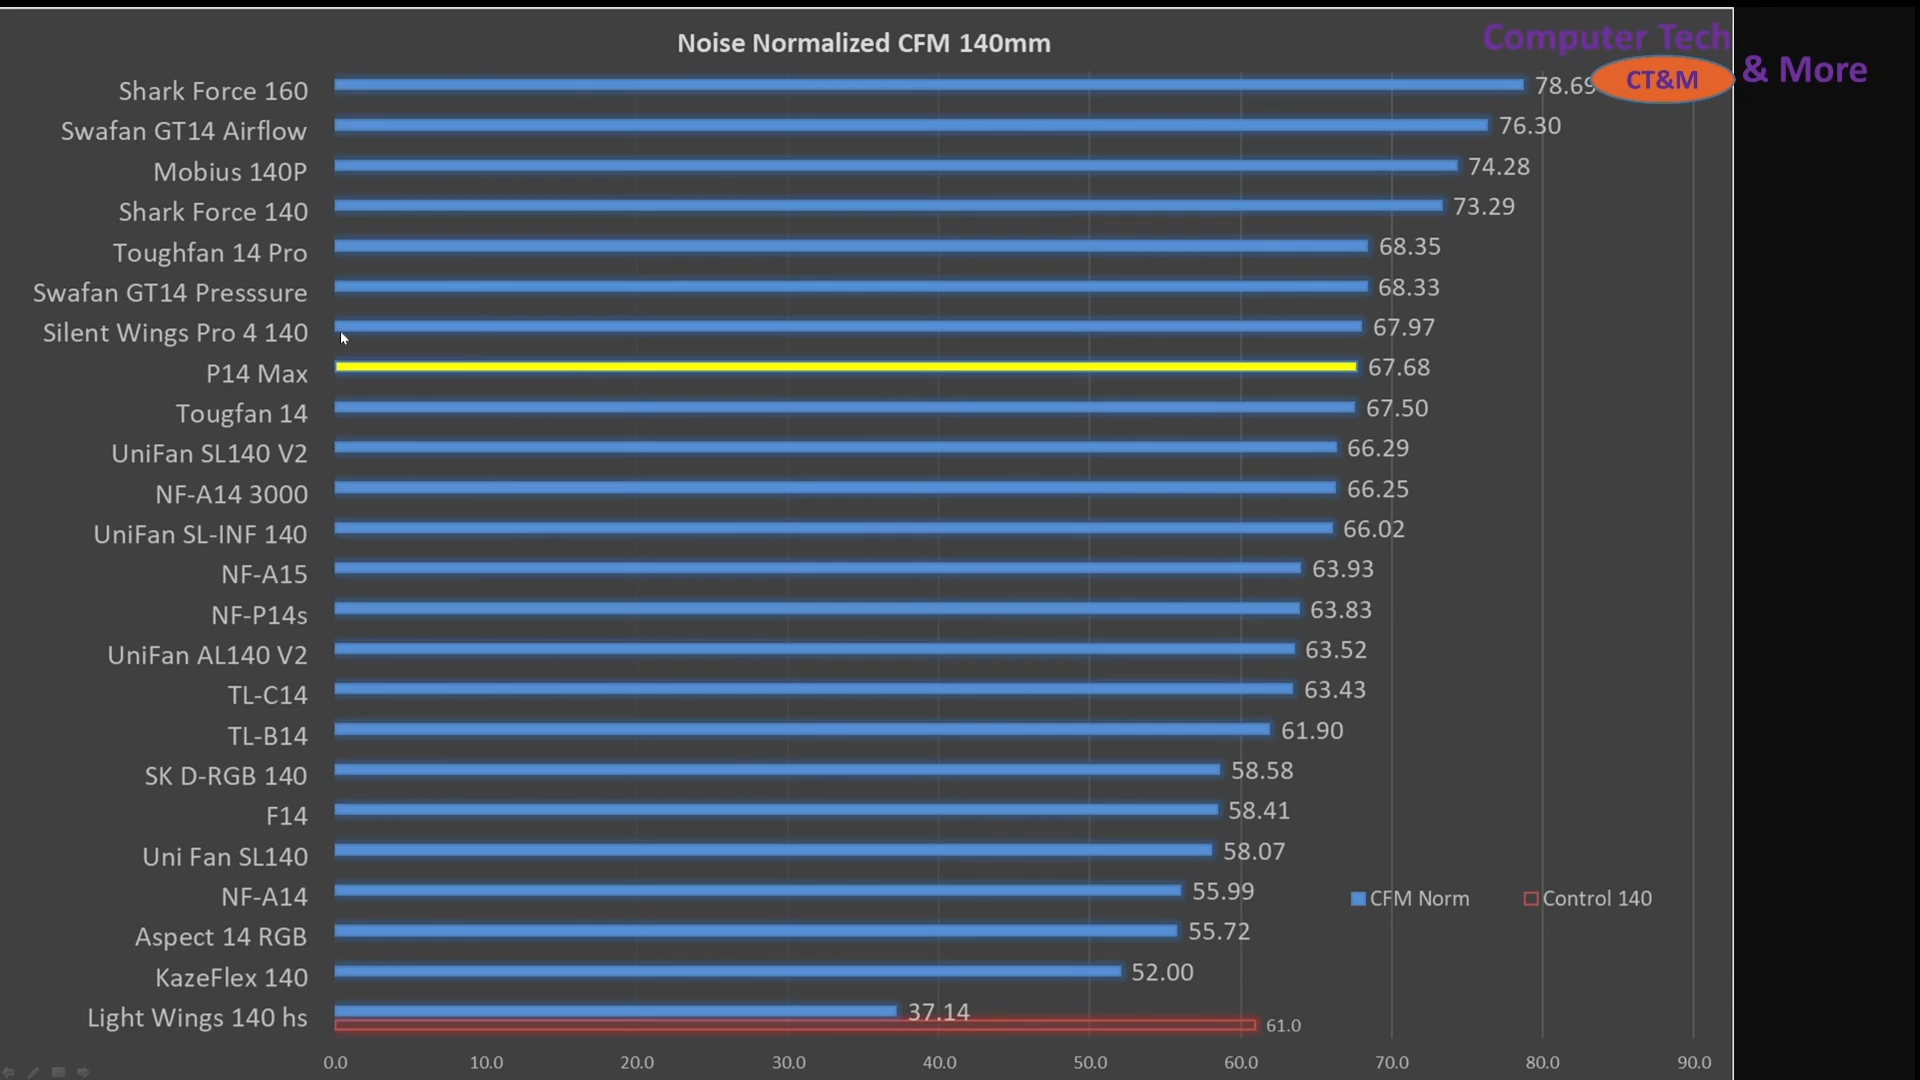 Noise Normalized CFM 140mm
Computer Tech
CT&M
& More
Shark Force 160 78.69
Swafan GT14 Airflow 76.30
Mobius 140P 74.28
Shark Force 140 73.29
Toughfan 14 Pro 68.35
Swafan GT14 Presssure 68.33
Silent Wings Pro 4 140 67.97
P14 Max 67.68
Tougfan 14 67.50
UniFan SL140 V2 66.29
NF-A14 3000 66.25
UniFan SL-INF 140 66.02
NF-A15 63.93
NF-P14s 63.83
UniFan AL140 V2 63.52
TL-C14 63.43
TL-B14 61.90
SK D-RGB 140 58.58
F14 58.41
Uni Fan SL140 58.07
NF-A14 55.99
CFM Norm Control 140
Aspect 14 RGB 55.72
KazeFlex 140 52.00
Light Wings 140 hs 37.14
61.0
0.0 10.0 20.0 30.0 40.0 50.0 60.0 70.0 80.0 90.0